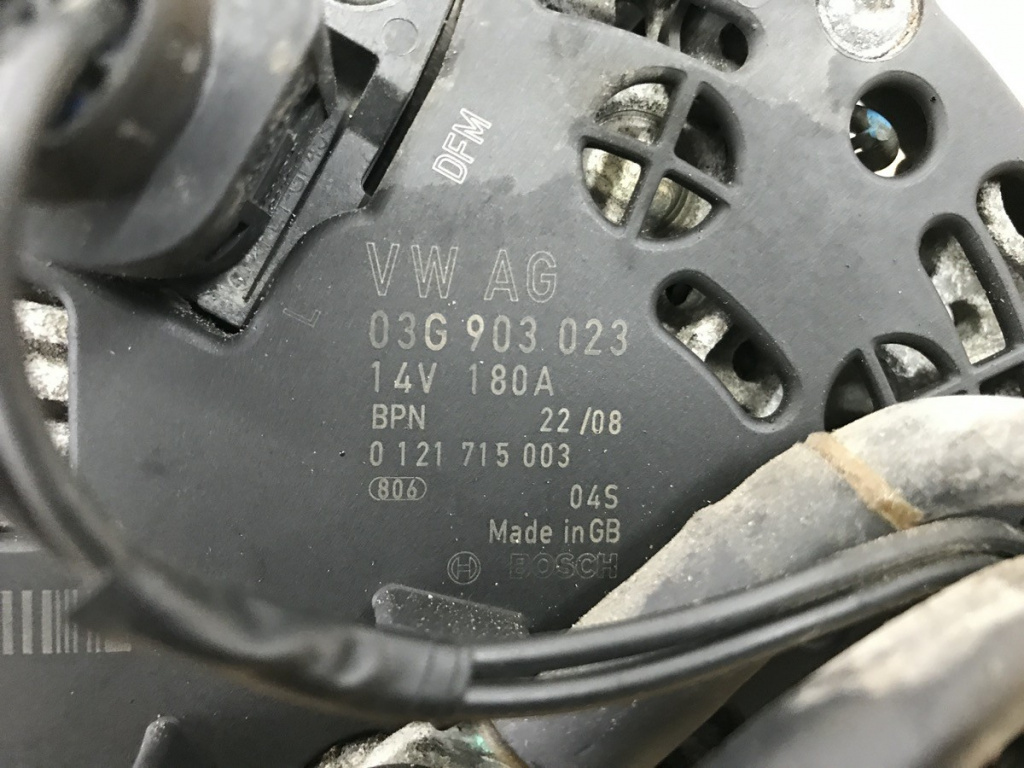 DFM
L
VW AG
03G 903 023
14V 180A
BPN 22/08
0 121 715 003
806
04S
Made in GB
BOSCH